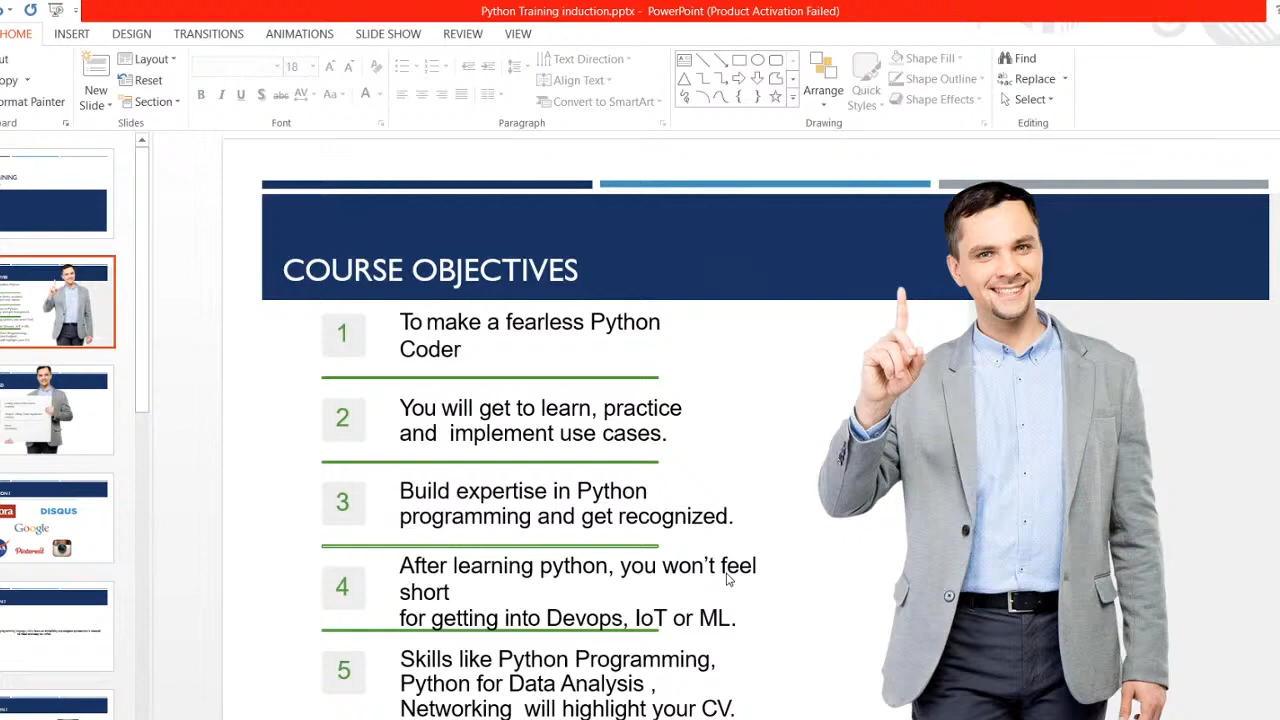 Python Training induction.pptx - PowerPoint (Product Activation Failed)
HOME INSERT DESIGN TRANSITIONS ANIMATIONS SLIDE SHOW REVIEW VIEW
Layout
Reset
Section
New
Slide
Format Painter
18
Text Direction
Align Text
Convert to SmartArt
Arrange
Quick
Styles
Shape Fill
Shape Outline
Shape Effects
Find
Replace
Select
Slides Font Paragraph Drawing Editing
COURSE OBJECTIVES
1 To make a fearless Python
Coder
2 You will get to learn, practice
and implement use cases.
3 Build expertise in Python
programming and get recognized.
4 After learning python, you won’t feel
short
for getting into Devops, IoT or ML.
5 Skills like Python Programming,
Python for Data Analysis ,
Networking will highlight your CV.
DISQUS
Google
Pinterest